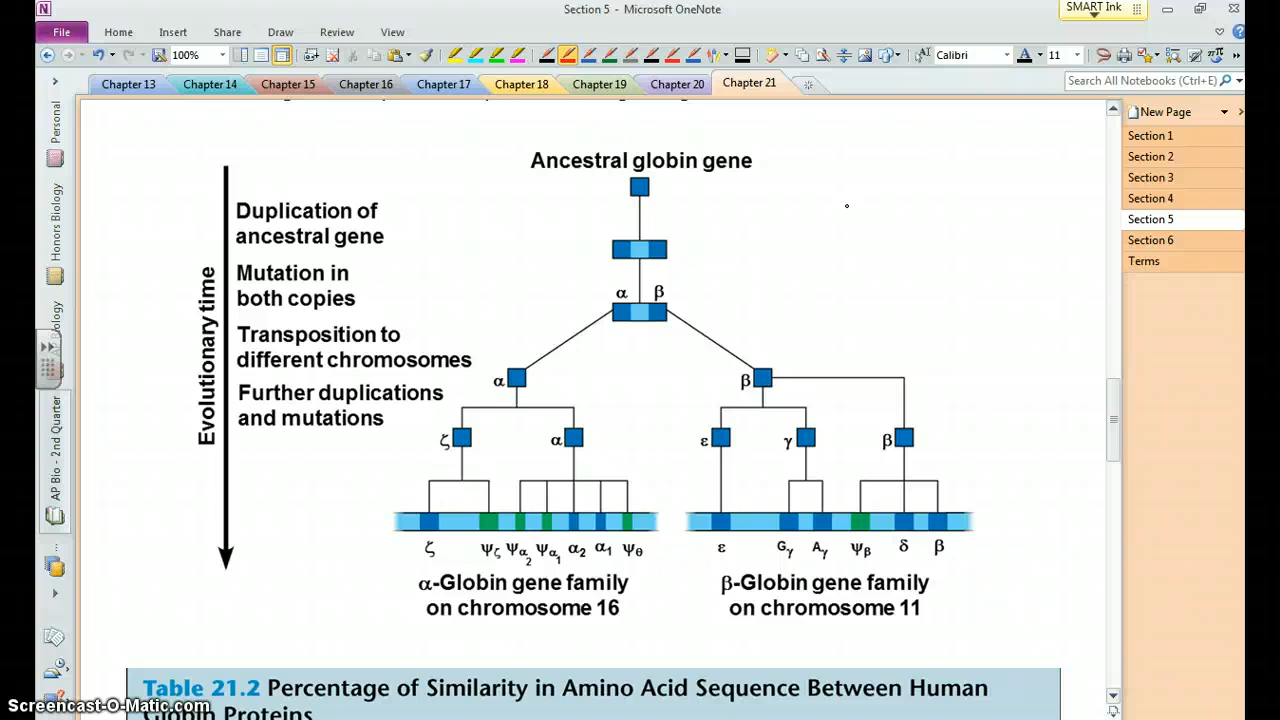 Section 5 - Microsoft OneNote
SMART Ink
File Home Insert Share Draw Review View
100%
Calibri
11
Chapter 13 Chapter 14 Chapter 15 Chapter 16 Chapter 17 Chapter 18 Chapter 19 Chapter 20 Chapter 21
Search All Notebooks (Ctrl+E)
New Page
Section 1
Section 2
Section 3
Section 4
Section 5
Section 6
Terms
Personal
Honors Biology
AP Bio - 2nd Quarter
Ancestral globin gene
Evolutionary time
Duplication of
ancestral gene
Mutation in
both copies
Transposition to
different chromosomes
Further duplications
and mutations
α β
α β
ζ α ε γ β
ζ Ψζ Ψα2 Ψα1 α2 α1 Ψθ
ε Gγ Aγ Ψβ δ β
α-Globin gene family
on chromosome 16
β-Globin gene family
on chromosome 11
Table 21.2 Percentage of Similarity in Amino Acid Sequence Between Human
Globin Proteins
Screencast-O-Matic.com